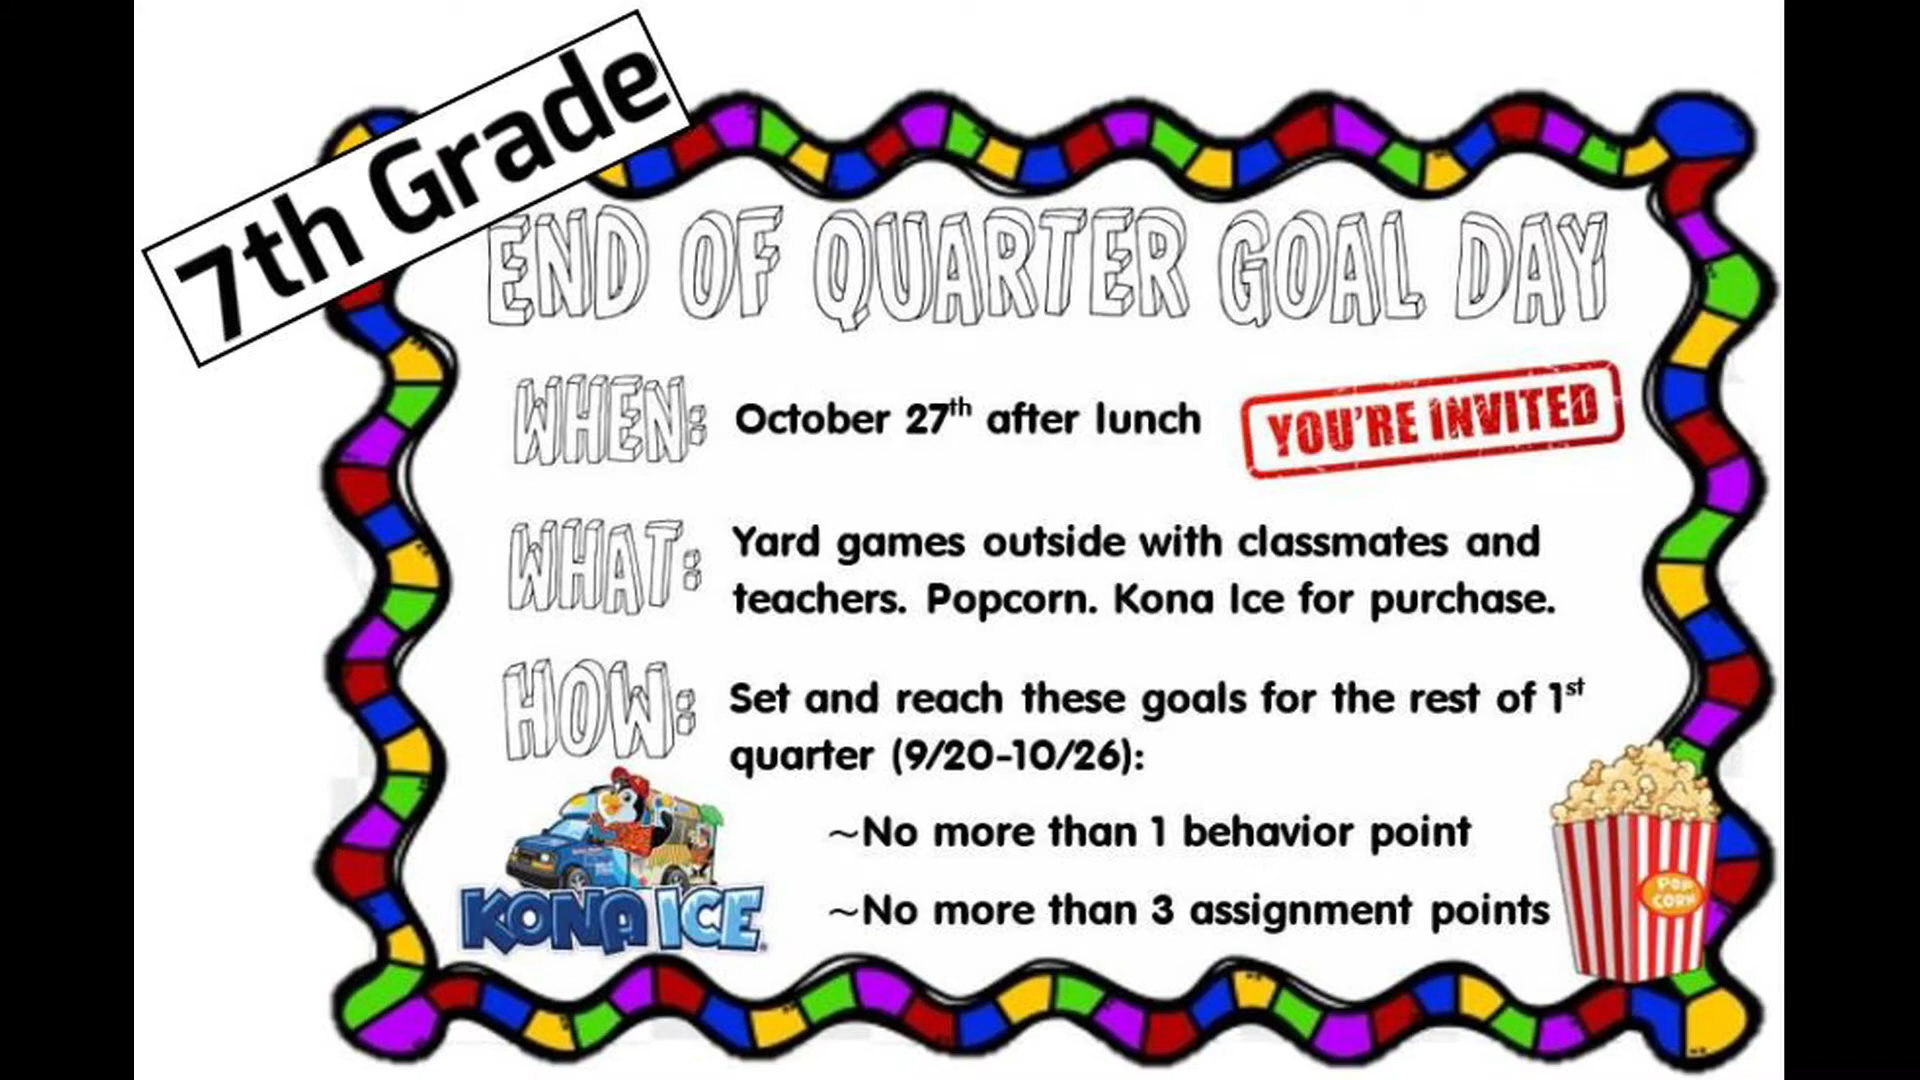 7th Grade
END OF QUARTER GOAL DAY
WHEN: October 27th after lunch
YOU'RE INVITED
WHAT: Yard games outside with classmates and
teachers. Popcorn. Kona Ice for purchase.
HOW: Set and reach these goals for the rest of 1st
quarter (9/20-10/26):
~No more than 1 behavior point
~No more than 3 assignment points
KONA ICE
POP
CORN